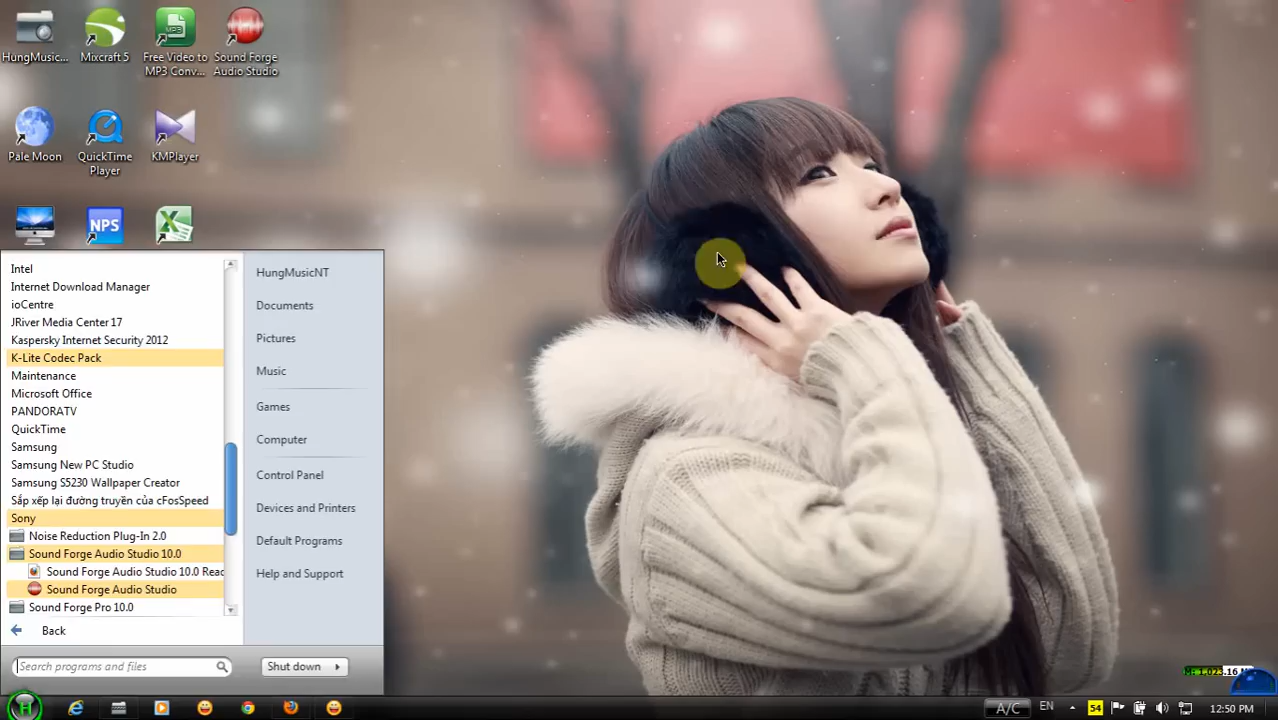 HungMusic...
Mixcraft 5
Free Video to
MP3 Conv...
Sound Forge
Audio Studio
Pale Moon
QuickTime
Player
KMPlayer
NPS
Intel
Internet Download Manager
ioCentre
JRiver Media Center 17
Kaspersky Internet Security 2012
K-Lite Codec Pack
Maintenance
Microsoft Office
PANDORATV
QuickTime
Samsung
Samsung New PC Studio
Samsung S5230 Wallpaper Creator
Sắp xếp lại đường truyền của cFosSpeed
Sony
Noise Reduction Plug-In 2.0
Sound Forge Audio Studio 10.0
Sound Forge Audio Studio 10.0 Reac
Sound Forge Audio Studio
Sound Forge Pro 10.0
Back
Search programs and files
HungMusicNT
Documents
Pictures
Music
Games
Computer
Control Panel
Devices and Printers
Default Programs
Help and Support
Shut down
A/C
EN
54
12:50 PM